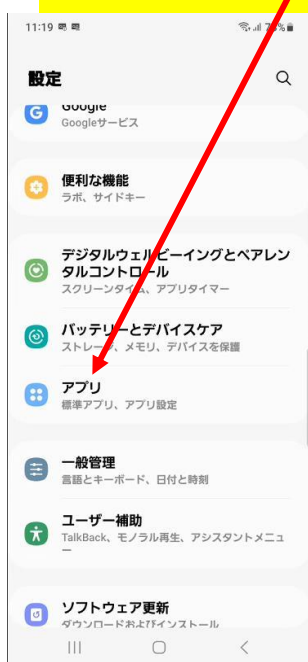 11:19
設定
Google
Googleサービス
便利な機能
ラボ、サイドキー
デジタルウェルビーイングとペアレン
タルコントロール
スクリーンタイム、アプリタイマー
バッテリーとデバイスケア
ストレージ、メモリ、デバイスを保護
アプリ
標準アプリ、アプリ設定
一般管理
言語とキーボード、日付と時刻
ユーザー補助
TalkBack、モノラル再生、アシスタントメニュ
ー
ソフトウェア更新
ダウンロードおよびインストール